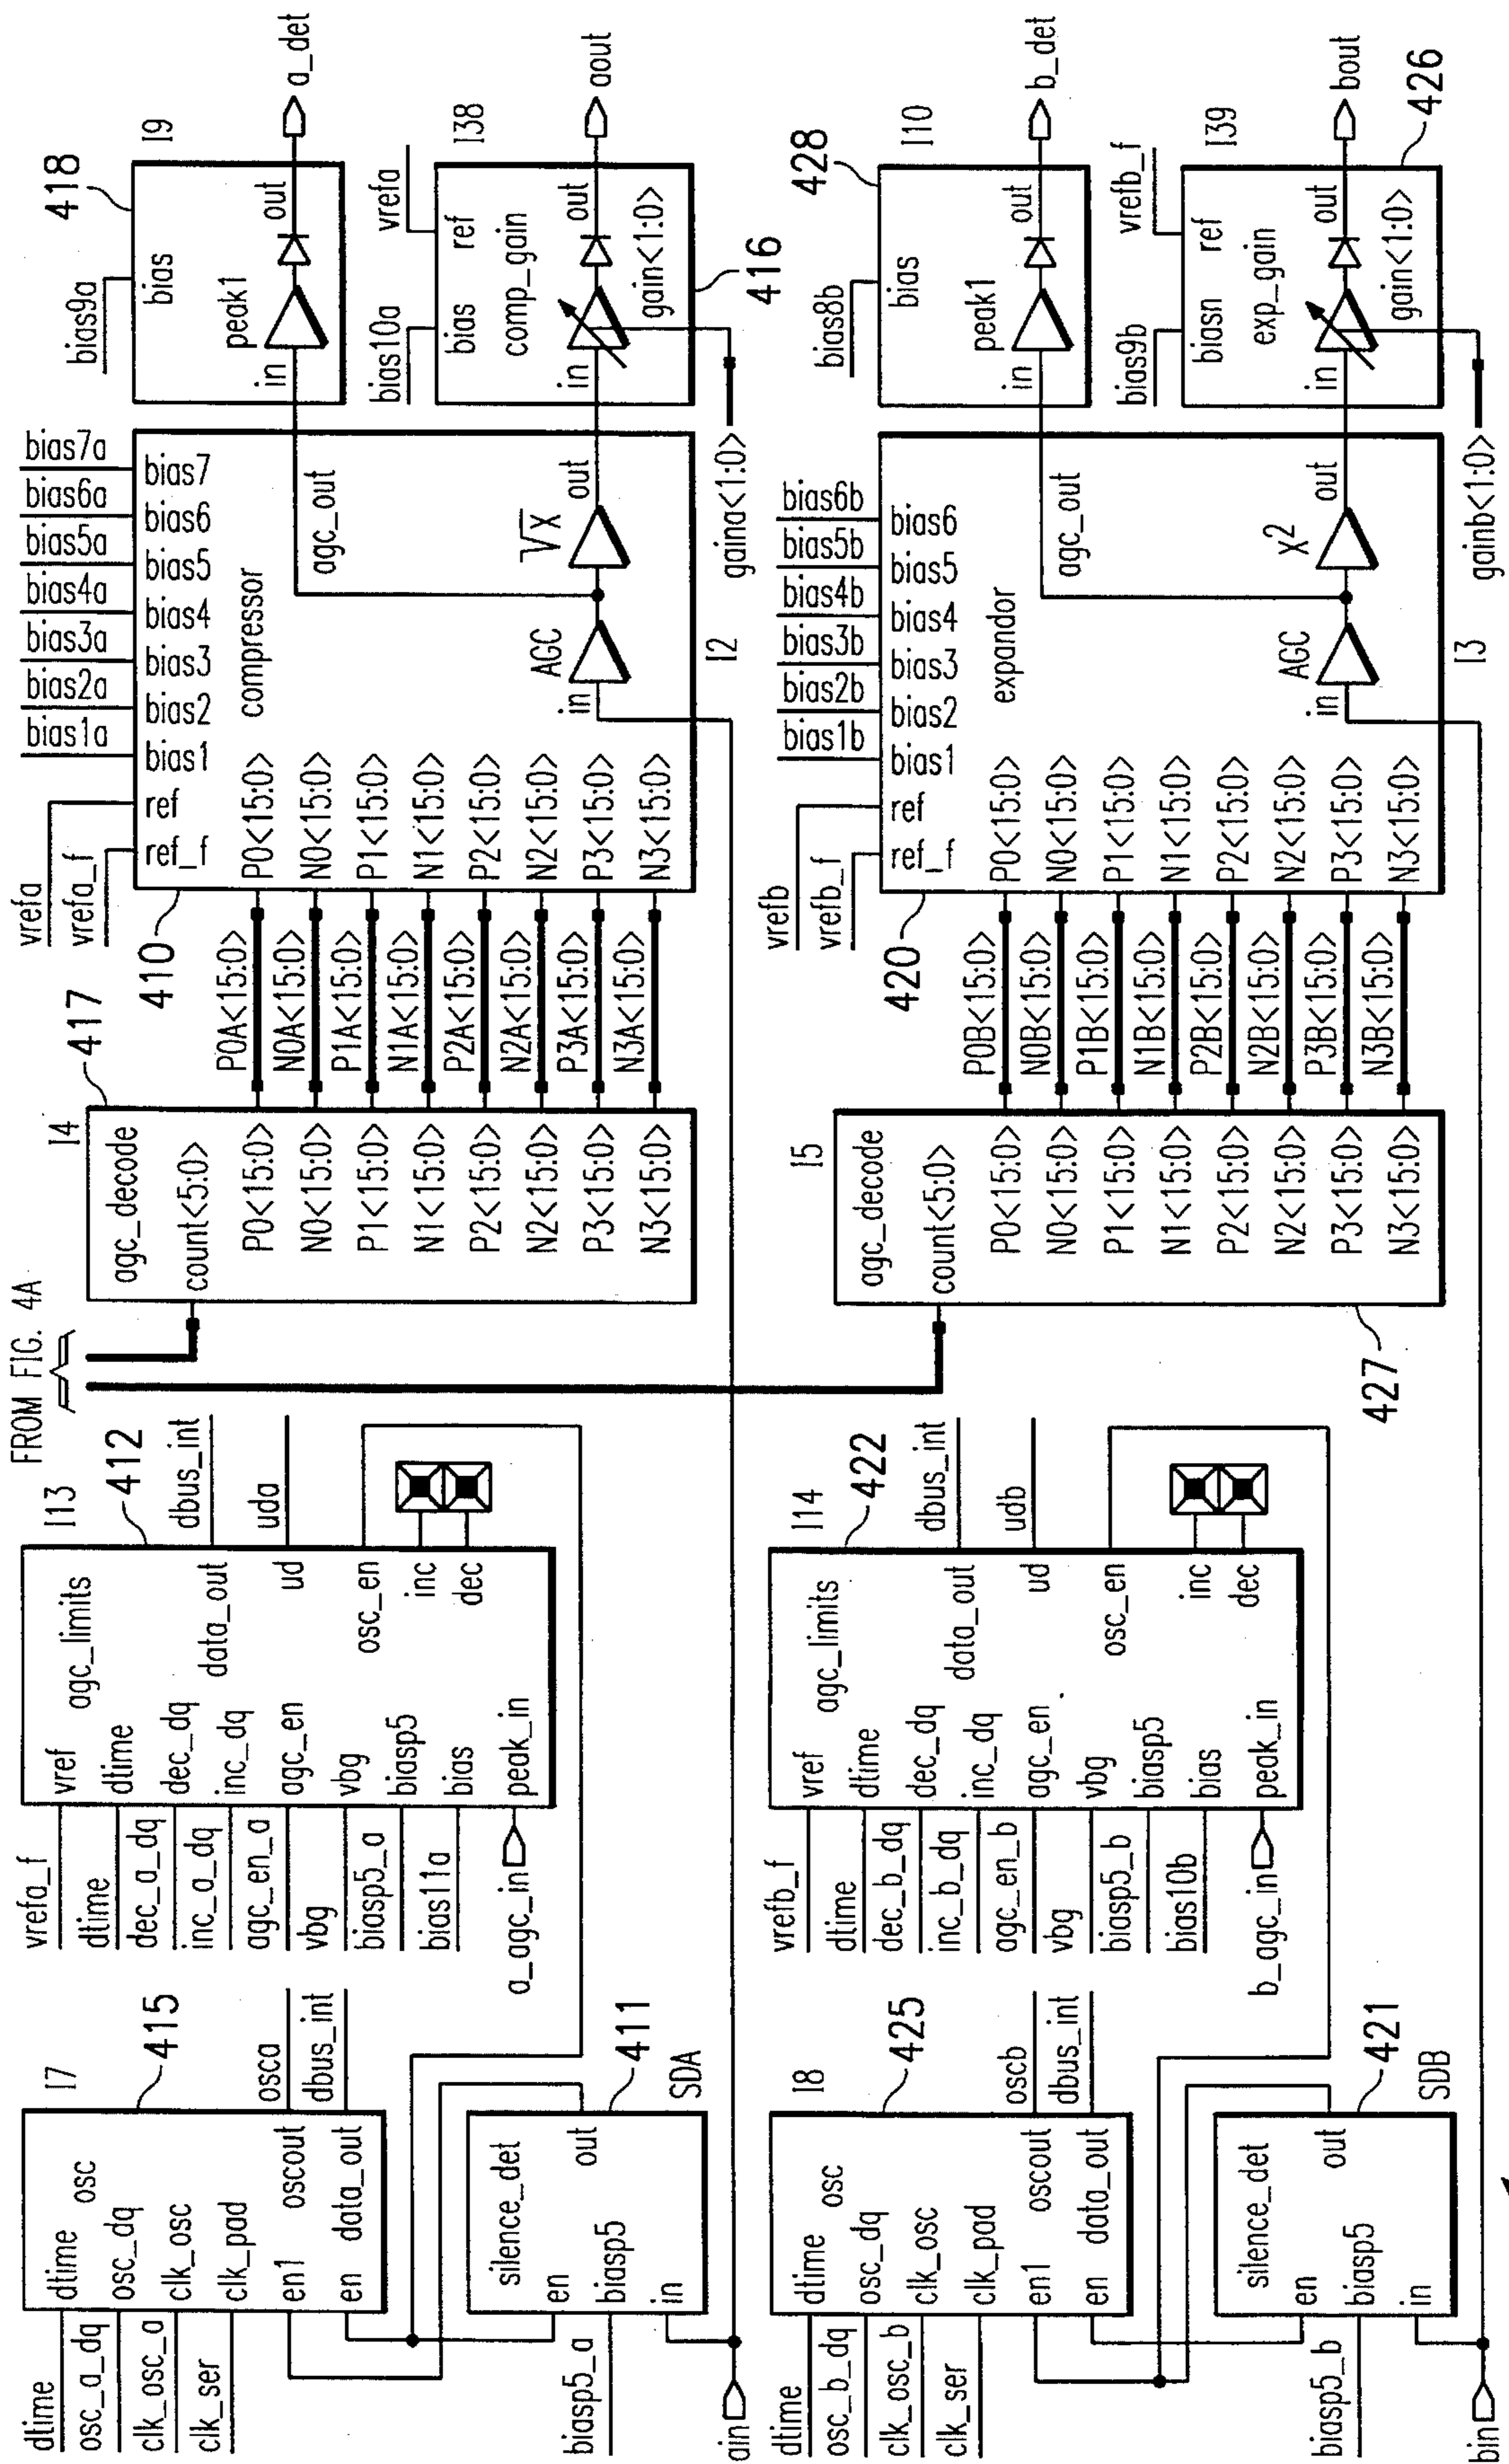 FROM FIG. 4A
dtime
osc_a_dq
clk_osc_a
clk_ser
dtime
osc
osc_dq
clk_osc
clk_pad
en1
oscout
en
data_out
I7
415
osca
dbus_int
biasp5_a
silence_det
en
out
biasp5
in
411
SDA
ain
vrefa_f
dtime
dec_a_dq
inc_a_dq
agc_en_a
vbg
biasp5_a
bias11a
a_agc_in
vref
agc_limits
dtime
dec_dq
data_out
inc_dq
agc_en
ud
vbg
biasp5
osc_en
bias
inc
peak_in
dec
I13
412
dbus_int
uda
I4
417
agc_decode
count<5:0>
P0<15:0>
N0<15:0>
P1<15:0>
N1<15:0>
P2<15:0>
N2<15:0>
P3<15:0>
N3<15:0>
P0A<15:0>
N0A<15:0>
P1A<15:0>
N1A<15:0>
P2A<15:0>
N2A<15:0>
P3A<15:0>
N3A<15:0>
410
vrefa
vrefa_f
bias1a
bias2a
bias3a
bias4a
bias5a
bias6a
bias7a
ref_f
ref
bias1
bias2
bias3
bias4
bias5
bias6
bias7
compressor
P0<15:0>
N0<15:0>
P1<15:0>
N1<15:0>
P2<15:0>
N2<15:0>
P3<15:0>
N3<15:0>
agc_out
in
AGC
√X
out
I2
bias9a
418
I9
bias
peak1
in
out
a_det
bias10a
vrefa
I38
bias
ref
comp_gain
in
out
gain<1:0>
aout
416
gaina<1:0>
dtime
osc_b_dq
clk_osc_b
clk_ser
dtime
osc
osc_dq
clk_osc
clk_pad
en1
oscout
en
data_out
I8
425
oscb
dbus_int
biasp5_b
silence_det
en
out
biasp5
in
421
SDB
bin
vrefb_f
dtime
dec_b_dq
inc_b_dq
agc_en_b
vbg
biasp5_b
bias10b
b_agc_in
vref
agc_limits
dtime
dec_dq
data_out
inc_dq
agc_en
ud
vbg
biasp5
osc_en
bias
inc
peak_in
dec
I14
422
dbus_int
udb
I5
427
agc_decode
count<5:0>
P0<15:0>
N0<15:0>
P1<15:0>
N1<15:0>
P2<15:0>
N2<15:0>
P3<15:0>
N3<15:0>
P0B<15:0>
N0B<15:0>
P1B<15:0>
N1B<15:0>
P2B<15:0>
N2B<15:0>
P3B<15:0>
N3B<15:0>
420
vrefb
vrefb_f
bias1b
bias2b
bias3b
bias4b
bias5b
bias6b
ref_f
ref
bias1
bias2
bias3
bias4
bias5
bias6
expandor
P0<15:0>
N0<15:0>
P1<15:0>
N1<15:0>
P2<15:0>
N2<15:0>
P3<15:0>
N3<15:0>
agc_out
in
AGC
X²
out
I3
bias8b
428
I10
bias
peak1
in
out
b_det
bias9b
vrefb_f
I39
biasn
ref
exp_gain
in
out
gain<1:0>
bout
426
gainb<1:0>